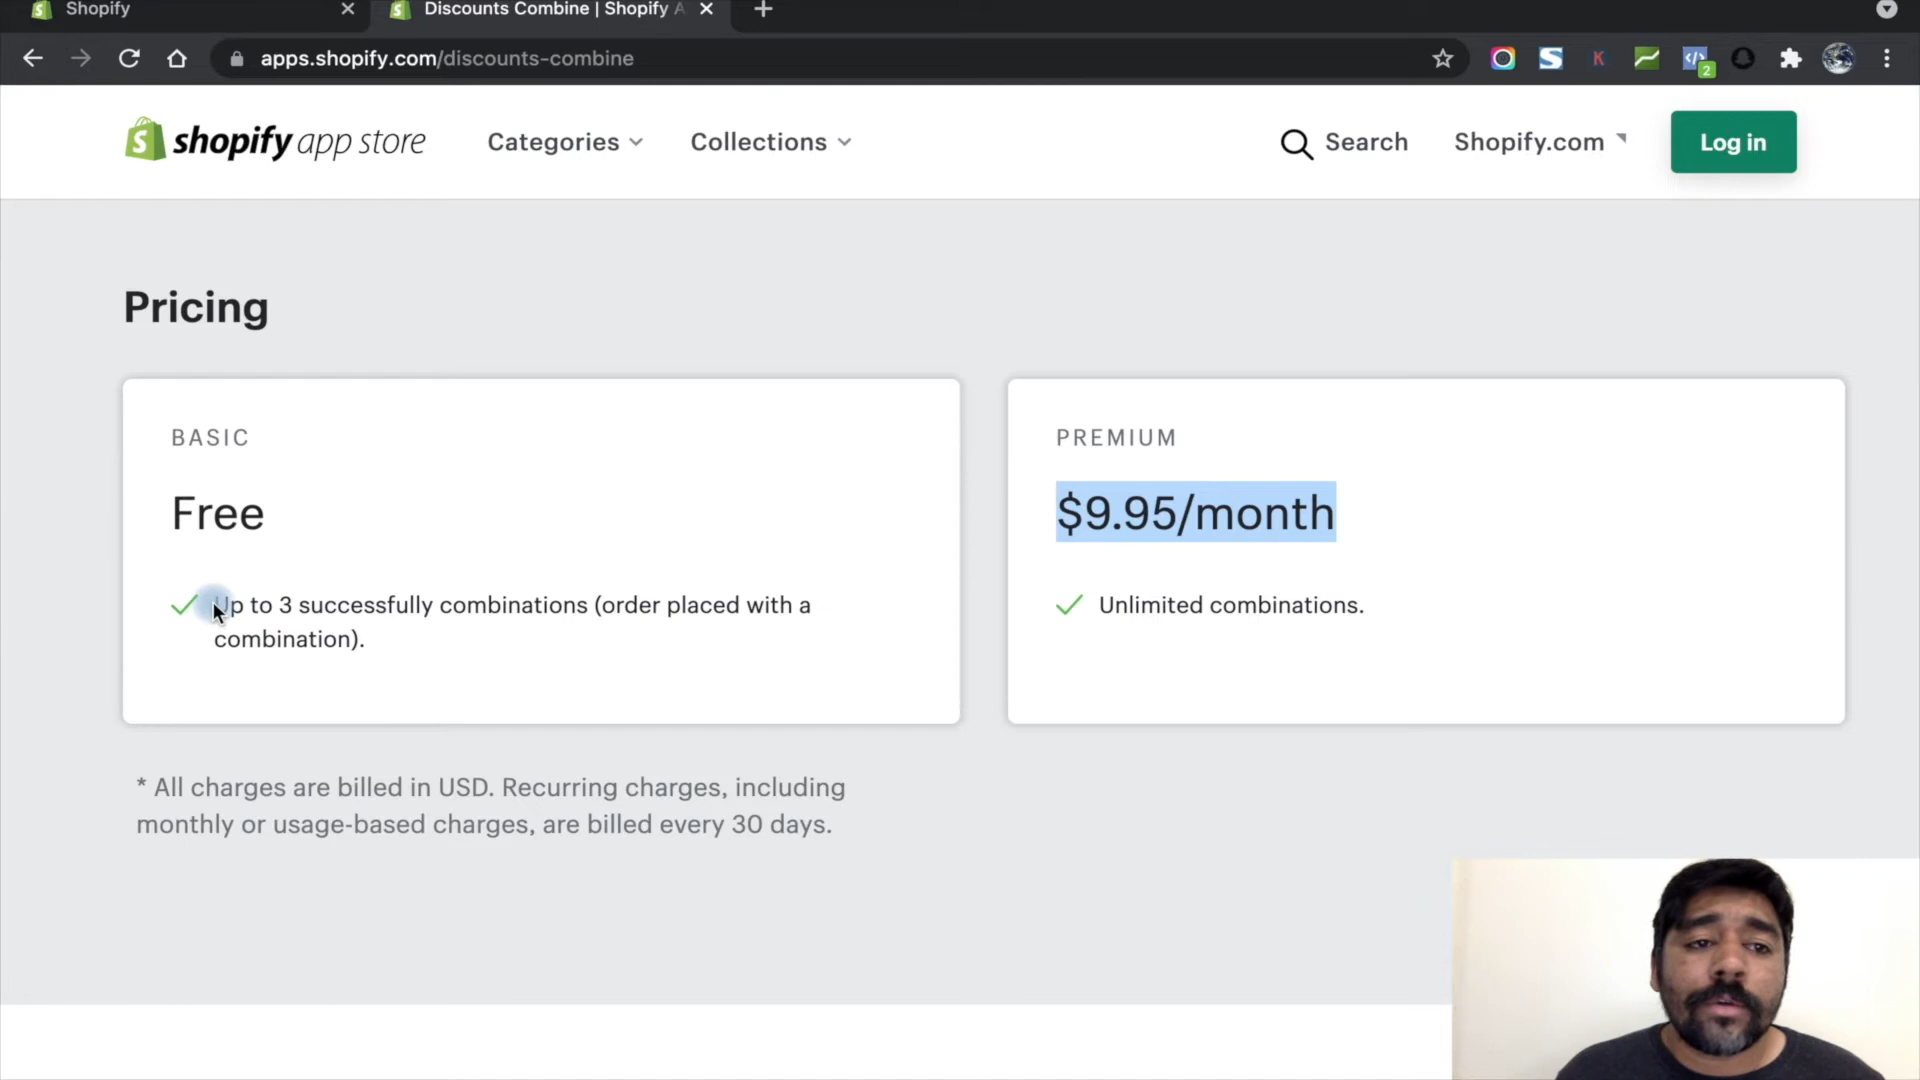 Shopify
Discounts Combine | Shopify A
apps.shopify.com/discounts-combine
2
shopify app store
Categories
Collections
Search
Shopify.com
Log in
Pricing
BASIC
Free
Up to 3 successfully combinations (order placed with a
combination).
PREMIUM
$9.95/month
Unlimited combinations.
* All charges are billed in USD. Recurring charges, including
monthly or usage-based charges, are billed every 30 days.